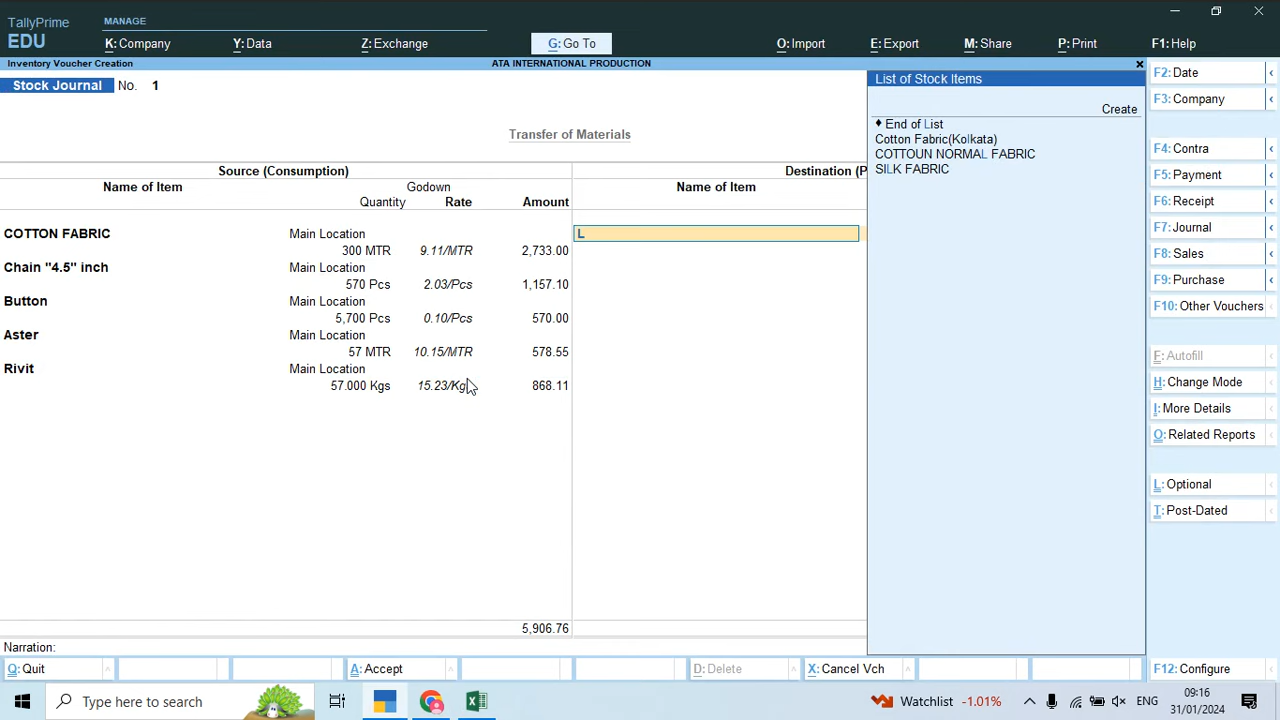 TallyPrime
EDU
MANAGE
K: Company
Y: Data
Z: Exchange
G: Go To
O: Import
E: Export
M: Share
P: Print
F1: Help
Inventory Voucher Creation
ATA INTERNATIONAL PRODUCTION
Stock Journal No. 1
Transfer of Materials
Source (Consumption)
Destination (P
Name of Item
Godown
Name of Item
Quantity
Rate
Amount
COTTON FABRIC Main Location
300 MTR 9.11/MTR 2,733.00
Chain "4.5" inch Main Location
570 Pcs 2.03/Pcs 1,157.10
Button Main Location
5,700 Pcs 0.10/Pcs 570.00
Aster Main Location
57 MTR 10.15/MTR 578.55
Rivit Main Location
57.000 Kgs 15.23/Kg 868.11
5,906.76
L
List of Stock Items
Create
♦ End of List
Cotton Fabric(Kolkata)
COTTOUN NORMAL FABRIC
SILK FABRIC
F2: Date
F3: Company
F4: Contra
F5: Payment
F6: Receipt
F7: Journal
F8: Sales
F9: Purchase
F10: Other Vouchers
F: Autofill
H: Change Mode
I: More Details
O: Related Reports
L: Optional
T: Post-Dated
F12: Configure
Narration:
Q: Quit
A: Accept
D: Delete
X: Cancel Vch
Type here to search
Watchlist -1.01%
ENG
09:16
31/01/2024